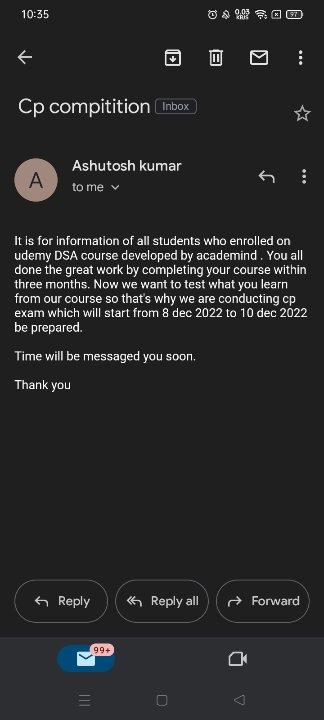 10:35
0.03
KB/S
97
Cp compitition Inbox
A
Ashutosh kumar
to me
It is for information of all students who enrolled on
udemy DSA course developed by academind . You all
done the great work by completing your course within
three months. Now we want to test what you learn
from our course so that's why we are conducting cp
exam which will start from 8 dec 2022 to 10 dec 2022
be prepared.
Time will be messaged you soon.
Thank you
Reply
Reply all
Forward
99+